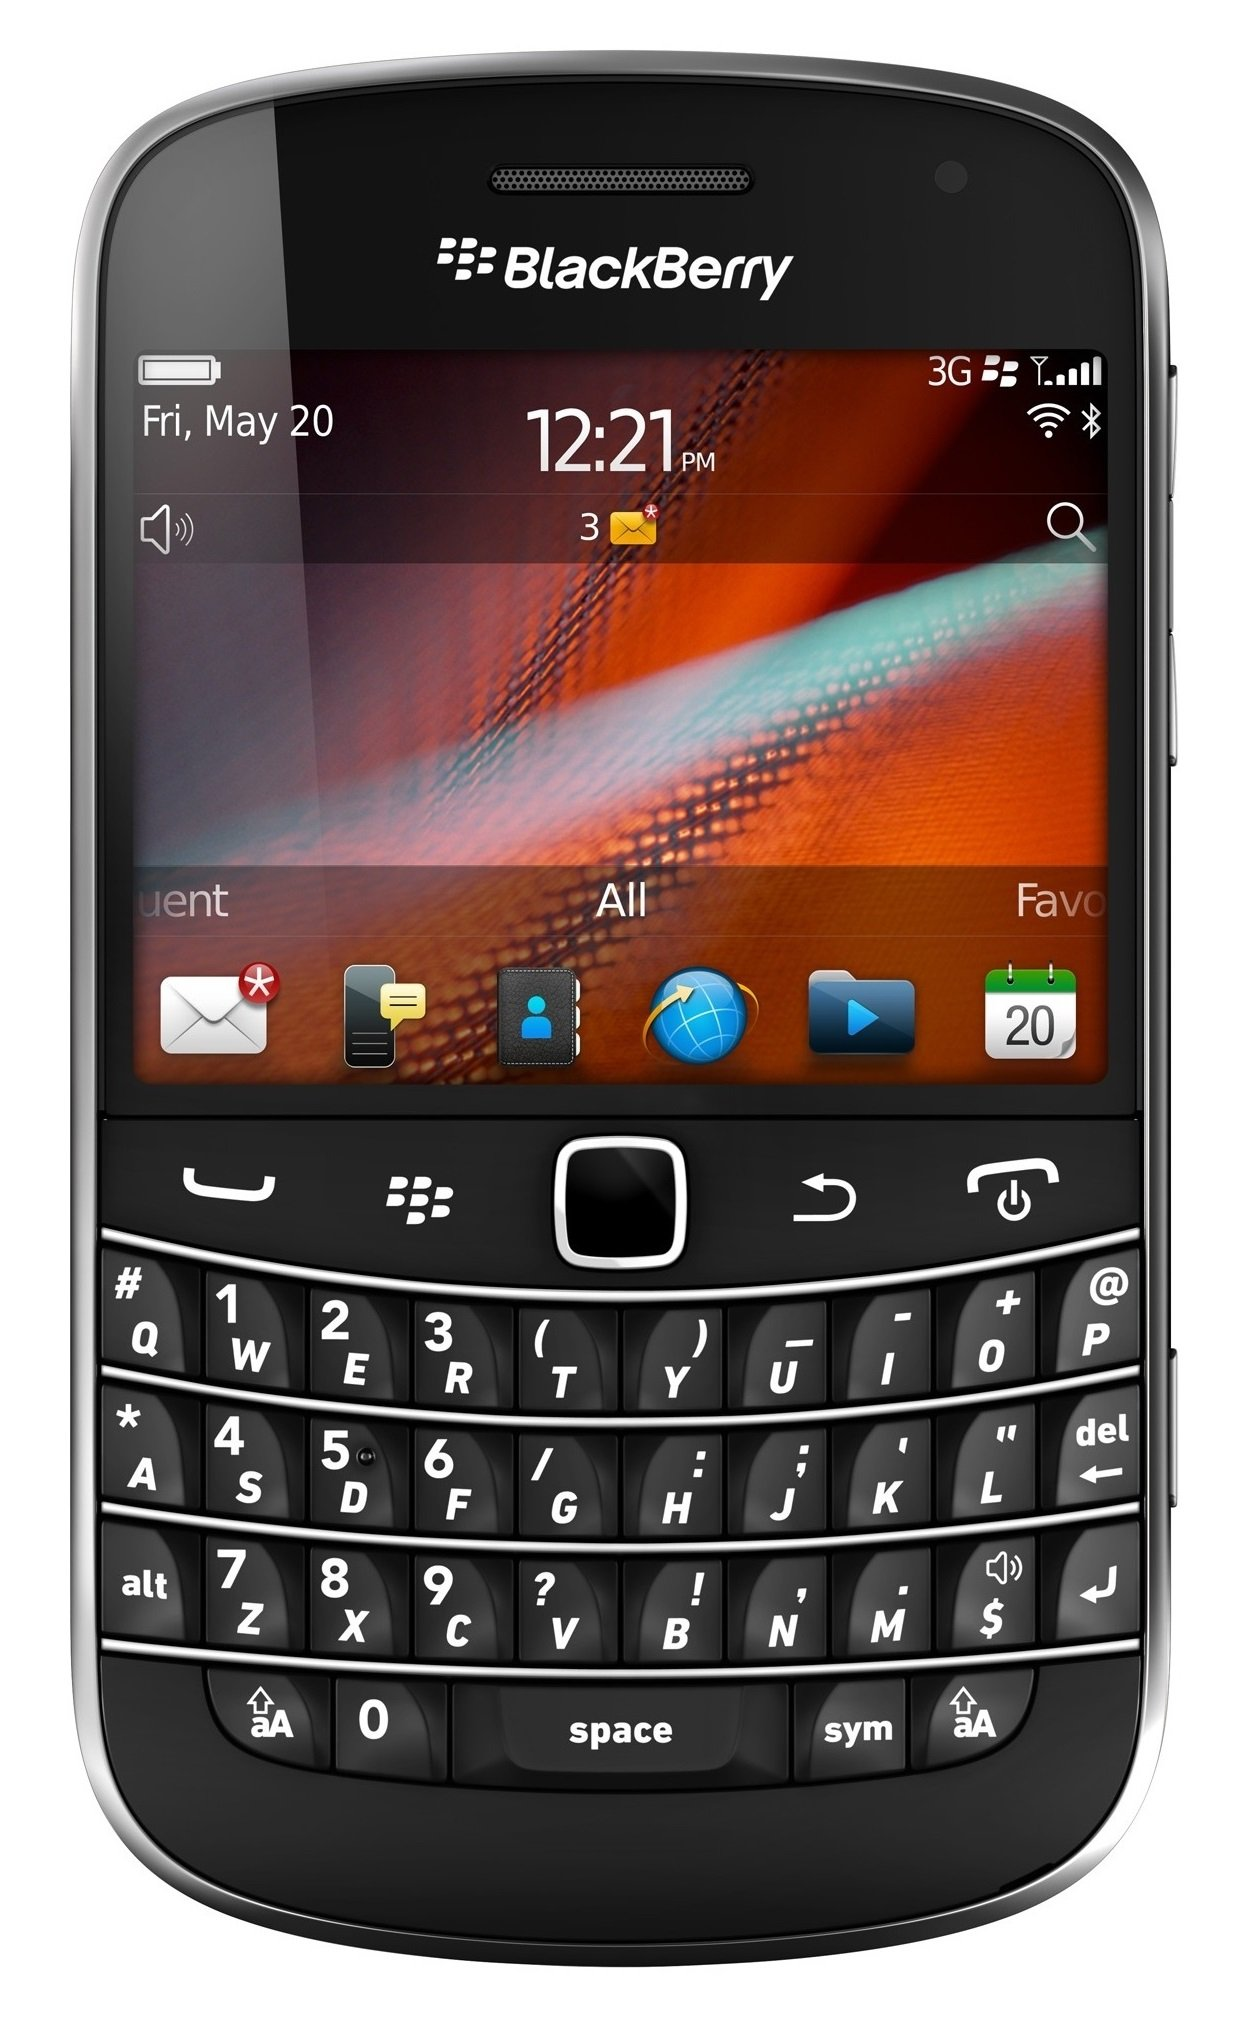 BlackBerry
3G
Fri, May 20
12:21 PM
3
uent
All
Favo
20
# 1 2 3 ( ) _ - + @
Q W E R T Y U I O P
* 4 5 6 / : ; ' " del
A S D F G H J K L
7 8 9 ? ! , .
alt Z X C V B N M $
aA 0 space sym aA